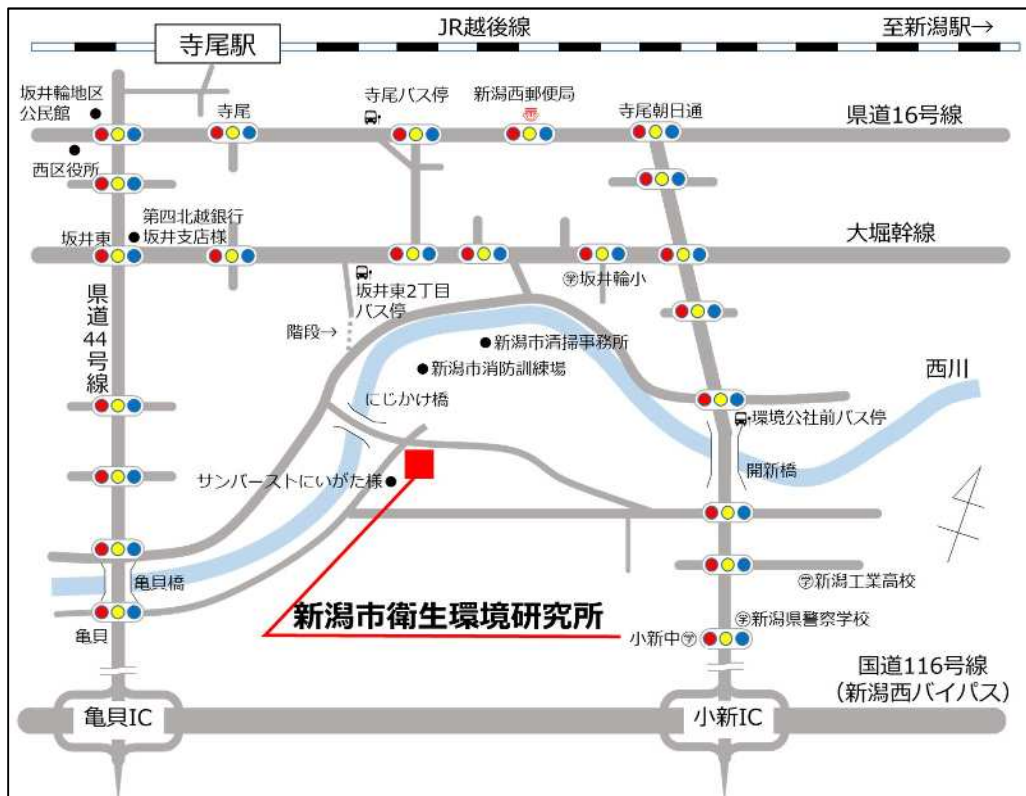 JR越後線
至新潟駅→
寺尾駅
坂井輪地区
公民館
寺尾
寺尾バス停
新潟西郵便局
寺尾朝日通
県道16号線
西区役所
第四北越銀行
坂井支店様
坂井東
大堀幹線
㊫坂井輪小
坂井東2丁目
バス停
階段→
県道44号線
新潟市清掃事務所
新潟市消防訓練場
西川
にじかけ橋
環境公社前バス停
サンバーストにいがた様
開新橋
亀貝橋
㊫新潟工業高校
亀貝
新潟市衛生環境研究所
㊫新潟県警察学校
小新中㊫
国道116号線
(新潟西バイパス)
亀貝IC
小新IC